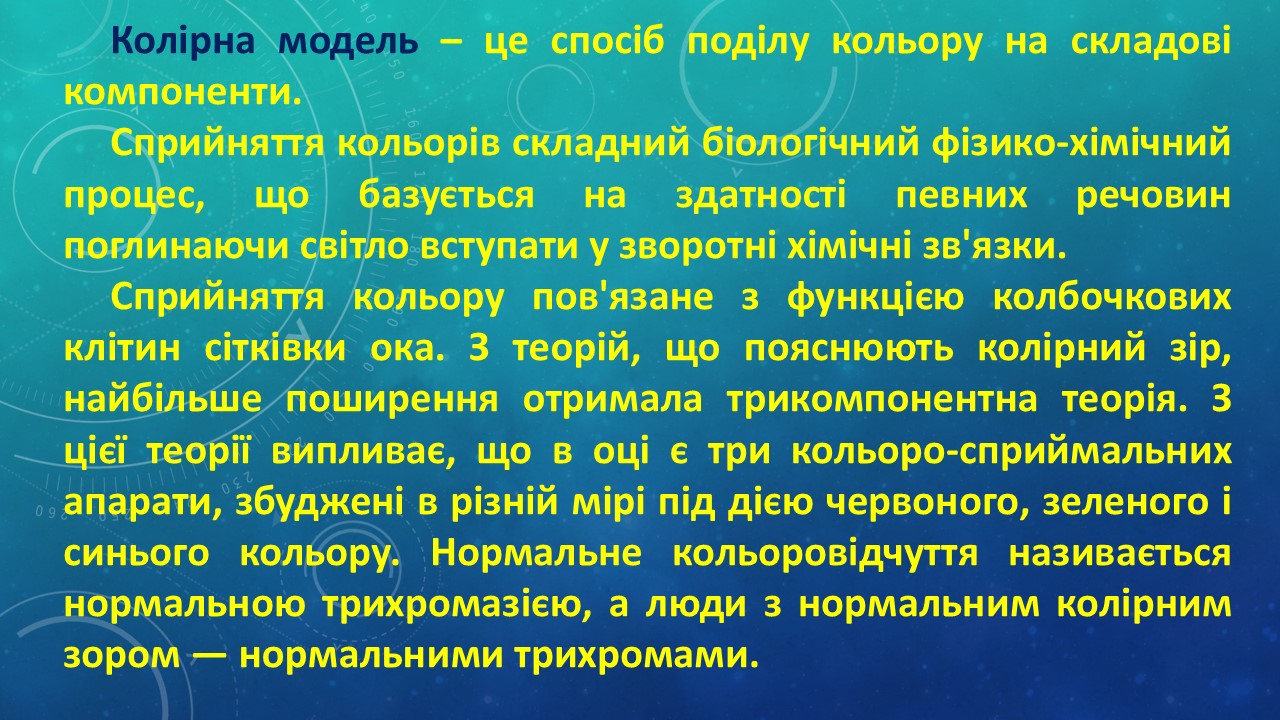 Колірна модель – це спосіб поділу кольору на складові
компоненти.
Сприйняття кольорів складний біологічний фізико-хімічний
процес, що базується на здатності певних речовин
поглинаючи світло вступати у зворотні хімічні зв'язки.
Сприйняття кольору пов'язане з функцією колбочкових
клітин сітківки ока. З теорій, що пояснюють колірний зір,
найбільше поширення отримала трикомпонентна теорія. З
цієї теорії випливає, що в оці є три кольоро-сприймальних
апарати, збуджені в різній мірі під дією червоного, зеленого і
синього кольору. Нормальне кольоровідчуття називається
нормальною трихромазією, а люди з нормальним колірним
зором — нормальними трихромами.